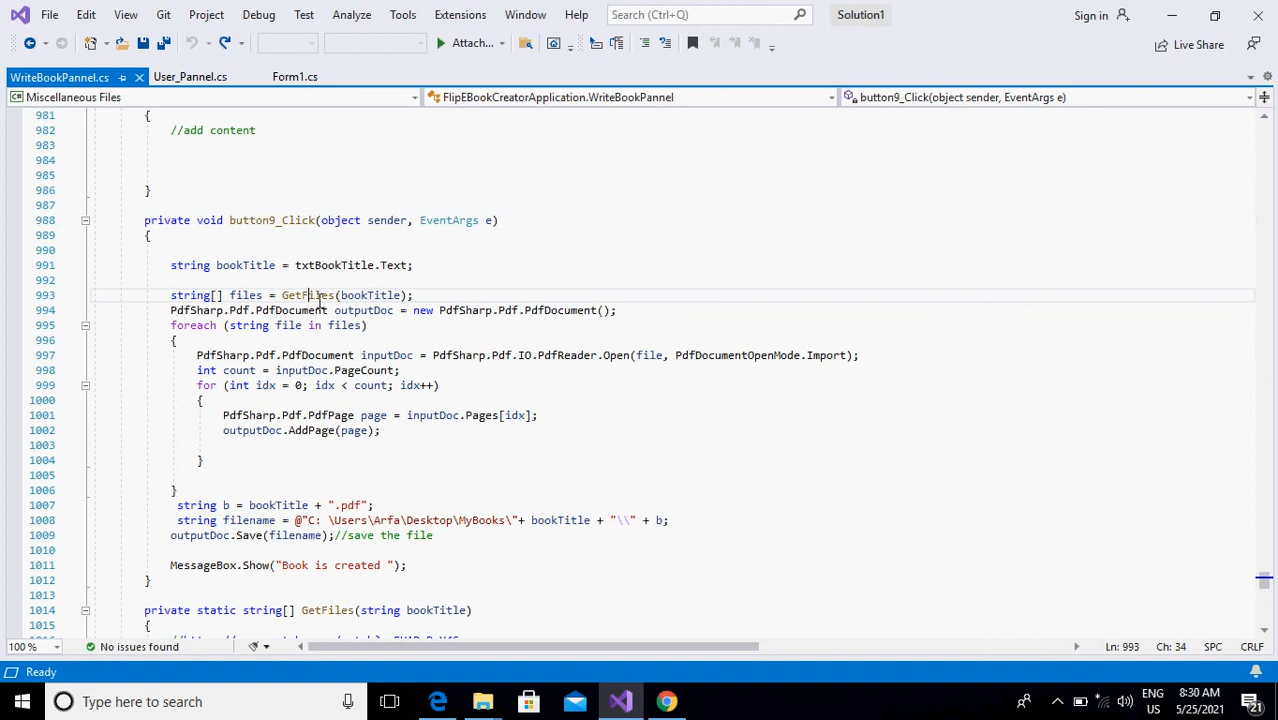 File Edit View Git Project Debug Test Analyze Tools Extensions Window Help Search (Ctrl+Q) Solution1 Sign in
Attach... Live Share
WriteBookPannel.cs User_Pannel.cs Form1.cs
Miscellaneous Files FlipEBookCreatorApplication.WriteBookPannel button9_Click(object sender, EventArgs e)
981 {
982 //add content
983
984
985
986 }
987
988 private void button9_Click(object sender, EventArgs e)
989 {
990
991 string bookTitle = txtBookTitle.Text;
992
993 string[] files = GetFiles(bookTitle);
994 PdfSharp.Pdf.PdfDocument outputDoc = new PdfSharp.Pdf.PdfDocument();
995 foreach (string file in files)
996 {
997 PdfSharp.Pdf.PdfDocument inputDoc = PdfSharp.Pdf.IO.PdfReader.Open(file, PdfDocumentOpenMode.Import);
998 int count = inputDoc.PageCount;
999 for (int idx = 0; idx < count; idx++)
1000 {
1001 PdfSharp.Pdf.PdfPage page = inputDoc.Pages[idx];
1002 outputDoc.AddPage(page);
1003
1004 }
1005
1006 }
1007 string b = bookTitle + ".pdf";
1008 string filename = @"C: \Users\Arfa\Desktop\MyBooks\"+ bookTitle + "\\" + b;
1009 outputDoc.Save(filename);//save the file
1010
1011 MessageBox.Show("Book is created ");
1012 }
1013
1014 private static string[] GetFiles(string bookTitle)
1015 {
100 % No issues found Ln: 993 Ch: 34 SPC CRLF
Ready
Type here to search ENG US 8:30 AM 5/25/2021 21